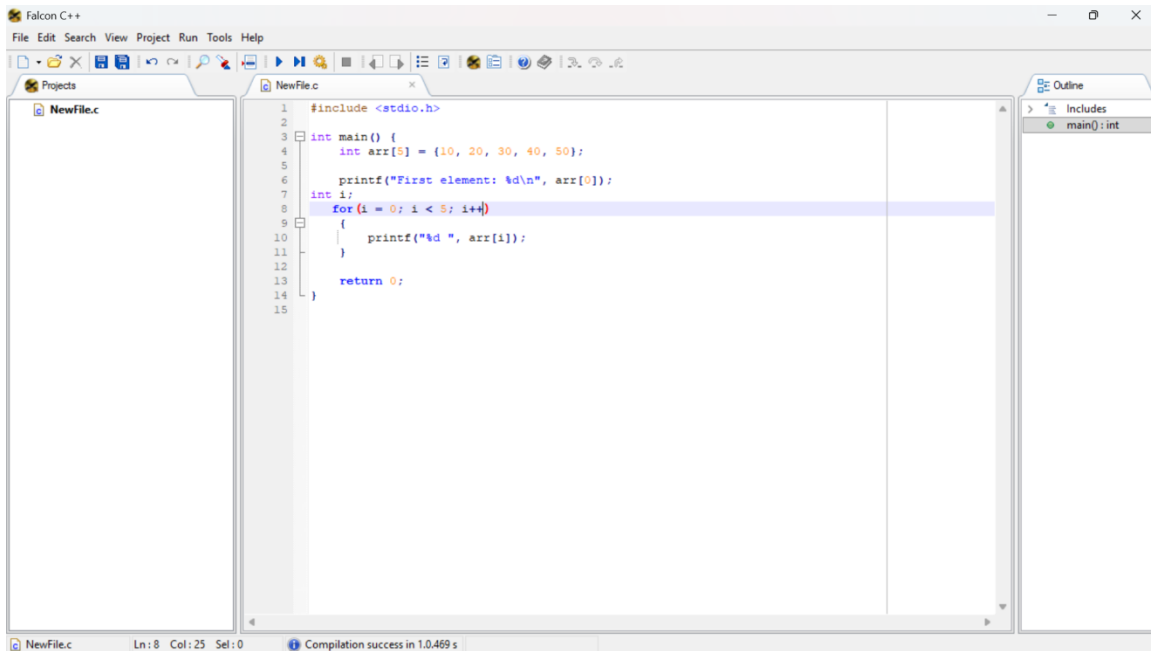 Falcon C++
File Edit Search View Project Run Tools Help
Projects
NewFile.c
Outline
NewFile.c
Includes
main() : int
1 #include <stdio.h>
2
3 int main() {
4 int arr[5] = {10, 20, 30, 40, 50};
5
6 printf("First element: %d\n", arr[0]);
7 int i;
8 for(i = 0; i < 5; i++)
9 {
10 printf("%d ", arr[i]);
11 }
12
13 return 0;
14 }
15
NewFile.c Ln : 8 Col : 25 Sel : 0 Compilation success in 1.0.469 s